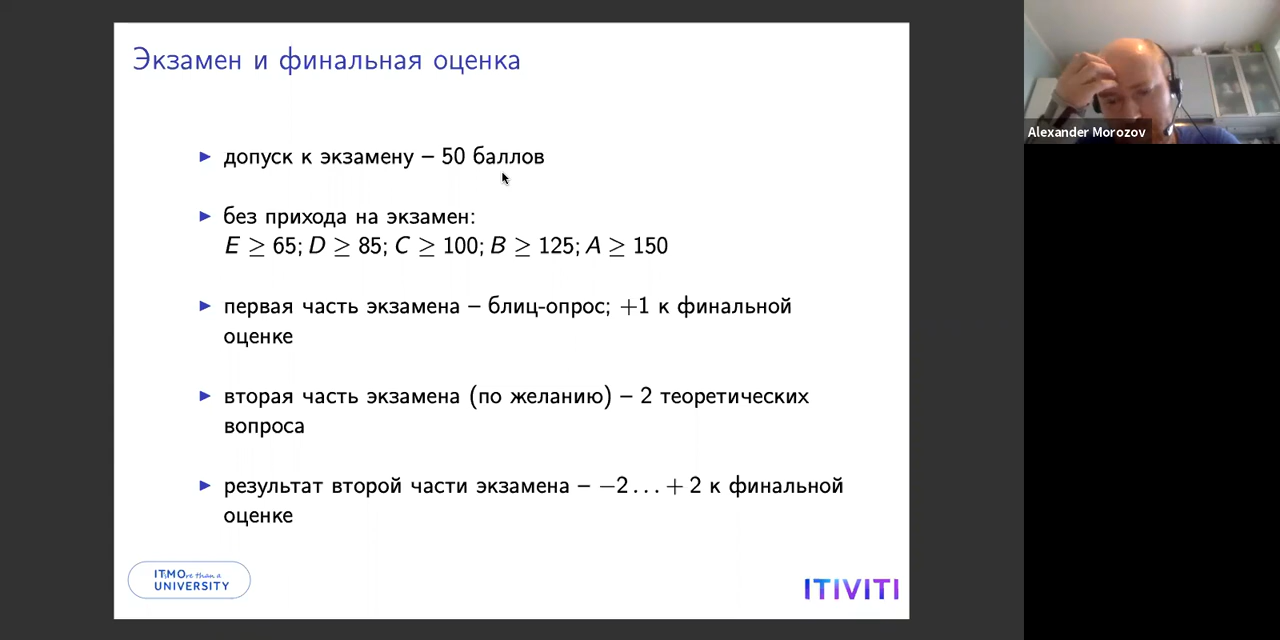 Экзамен и финальная оценка
▶ допуск к экзамену – 50 баллов
▶ без прихода на экзамен:
E ≥ 65; D ≥ 85; C ≥ 100; B ≥ 125; A ≥ 150
▶ первая часть экзамена – блиц-опрос; +1 к финальной
оценке
▶ вторая часть экзамена (по желанию) – 2 теоретических
вопроса
▶ результат второй части экзамена – −2 . . . + 2 к финальной
оценке
ITMOre than a
UNIVERSITY
ITIVITI
Alexander Morozov